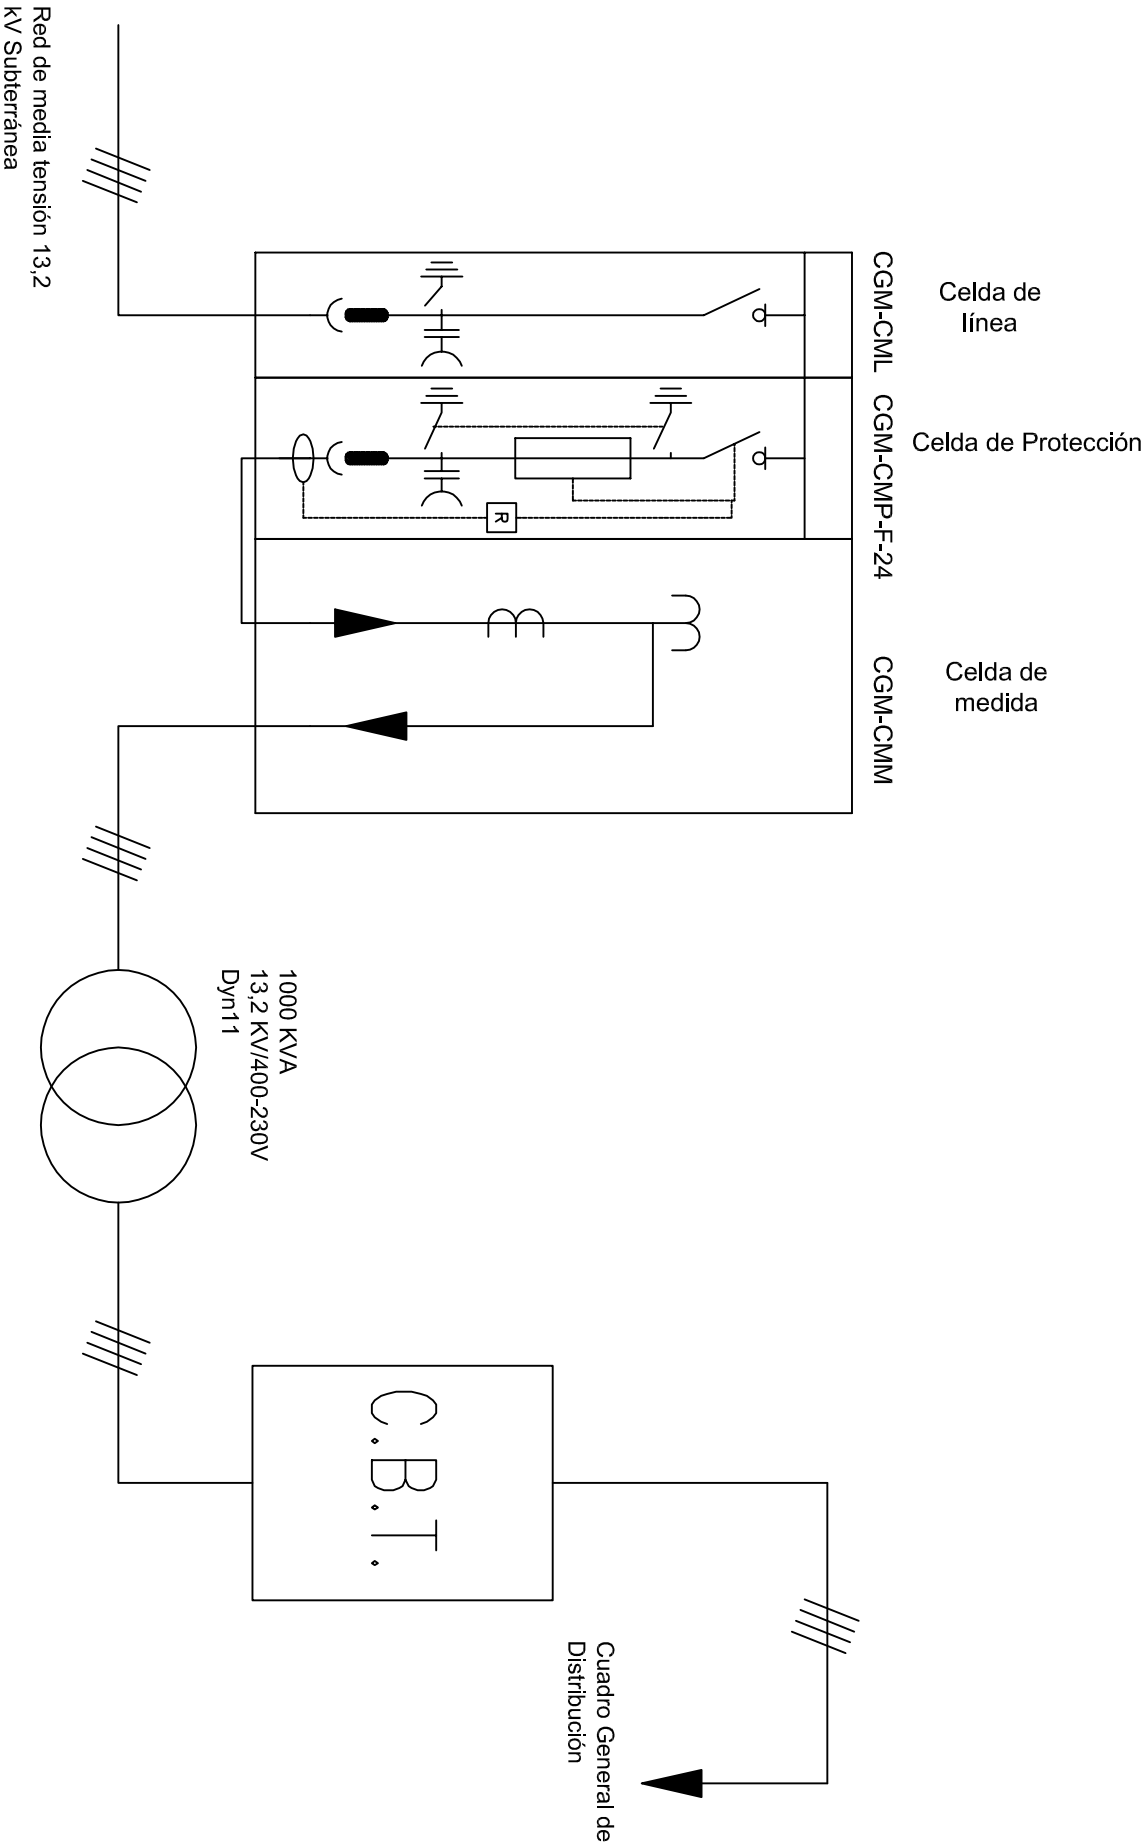 Celda de
línea
CGM-CML
Celda de Protección
CGM-CMP-F-24
R
Celda de
medida
CGM-CMM
Red de media tensión 13,2
kV Subterránea
1000 KVA
13,2 KV/400-230V
Dyn11
C.B.T.
Cuadro General de
Distribución